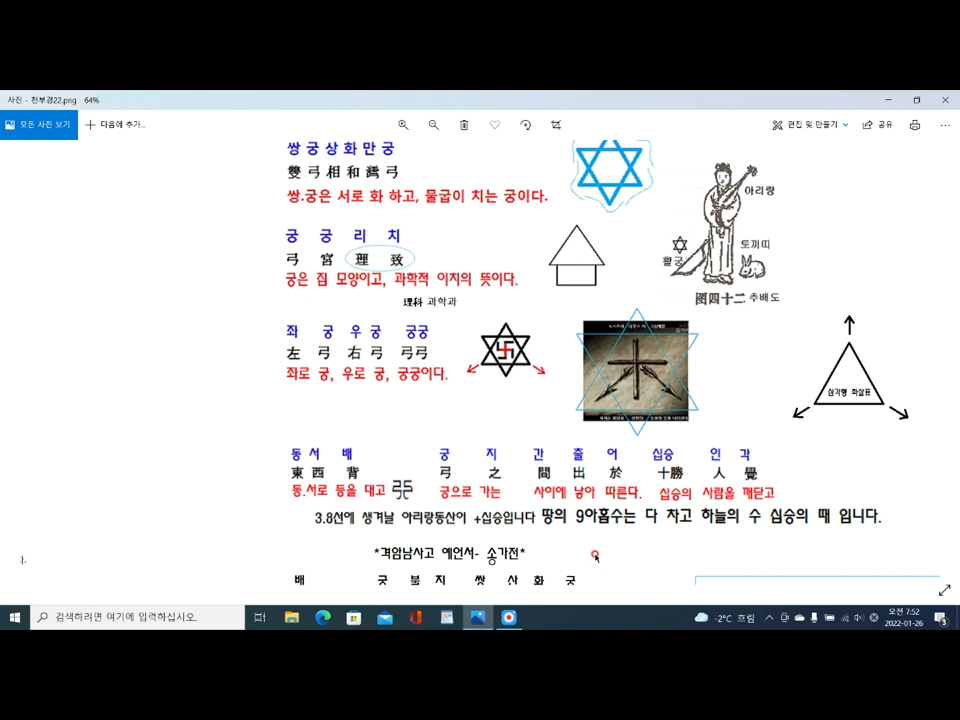 사진 - 천부경22.png 64%
모든 사진 보기
다음에 추가...
편집 및 만들기
공유
쌍 궁 상 화 만 궁
雙 弓 相 和 灣 弓
쌍.궁은 서로 화 하고, 물굽이 치는 궁이다.
아리랑
토끼띠
활궁
図四十二 추배도
궁 궁 리 치
弓 宮 理 致
궁은 집 모양이고, 과학적 이치의 뜻이다.
理科 과학과
좌 궁 우 궁 궁궁
左 弓 右 弓 弓弓
좌로 궁, 우로 궁, 궁궁이다.
삼각형 화살표
동 서 배 궁 지 간 출 어 십승 인 각
東 西 背 弓 之 間 出 於 十勝 人 覺
동.서로 등을 대고 궁으로 가는 사이에 낳아 따른다. 십승의 사람을 깨닫고
3.8선에 생겨날 아리랑동산이 +십승입니다 땅의 9아홉수는 다 차고 하늘의 수 십승의 때 입니다.
*격암남사고 예언서- 송가전*
배 궁 불 지 쌍 사 화 궁
검색하려면 여기에 입력하십시오.
-2°C 흐림
오전 7:52
2022-01-26
3